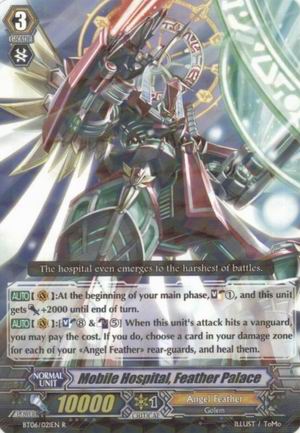 3
GRADE
The hospital even emerges to the harshest of battles.
AUTO [ ]:At the beginning of your main phase, ①, and this unit
gets +2000 until end of turn.
AUTO [ ]:[ ⑧ & ⑤] When this unit's attack hits a vanguard,
you may pay the cost. If you do, choose a card in your damage zone
for each of your «Angel Feather» rear-guards, and heal them.
NORMAL
UNIT
Mobile Hospital, Feather Palace
POWER
10000
1
CRITICAL
Angel Feather
Golem
BT06/021EN R
ILLUST / ToMo